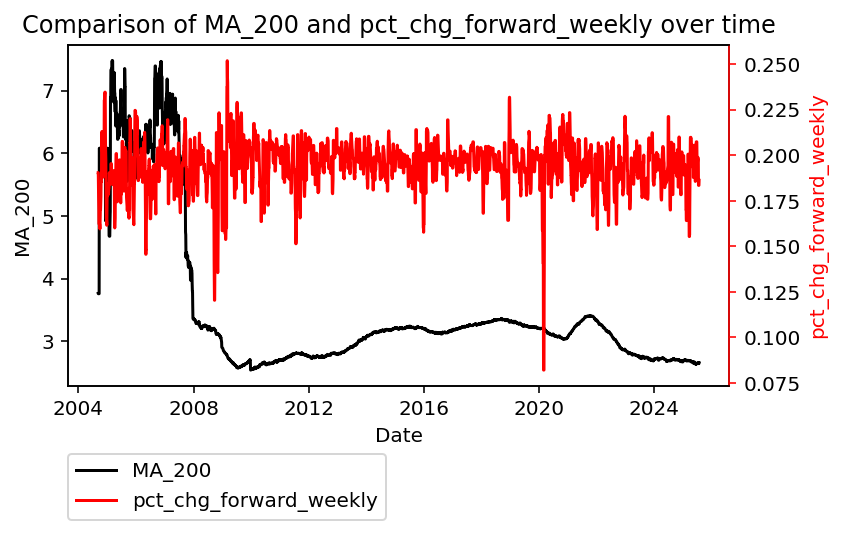 Comparison of MA_200 and pct_chg_forward_weekly over time
7
6
5
4
3
MA_200
0.250
0.225
0.200
0.175
0.150
0.125
0.100
0.075
pct_chg_forward_weekly
2004 2008 2012 2016 2020 2024
Date
MA_200
pct_chg_forward_weekly